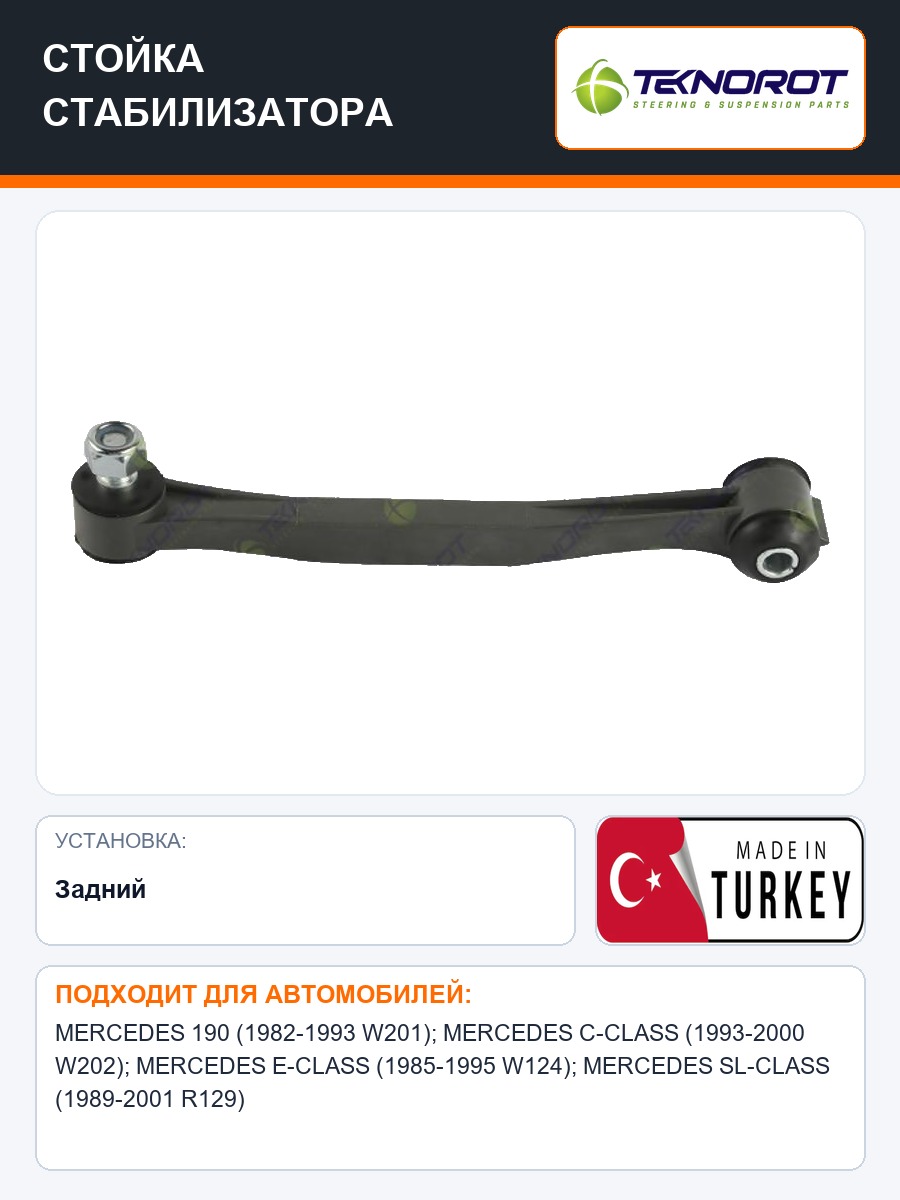 СТОЙКА
СТАБИЛИЗАТОРА
TEKNOROT
STEERING & SUSPENSION PARTS
УСТАНОВКА:
Задний
MADE IN
TURKEY
ПОДХОДИТ ДЛЯ АВТОМОБИЛЕЙ:
MERCEDES 190 (1982-1993 W201); MERCEDES C-CLASS (1993-2000
W202); MERCEDES E-CLASS (1985-1995 W124); MERCEDES SL-CLASS
(1989-2001 R129)